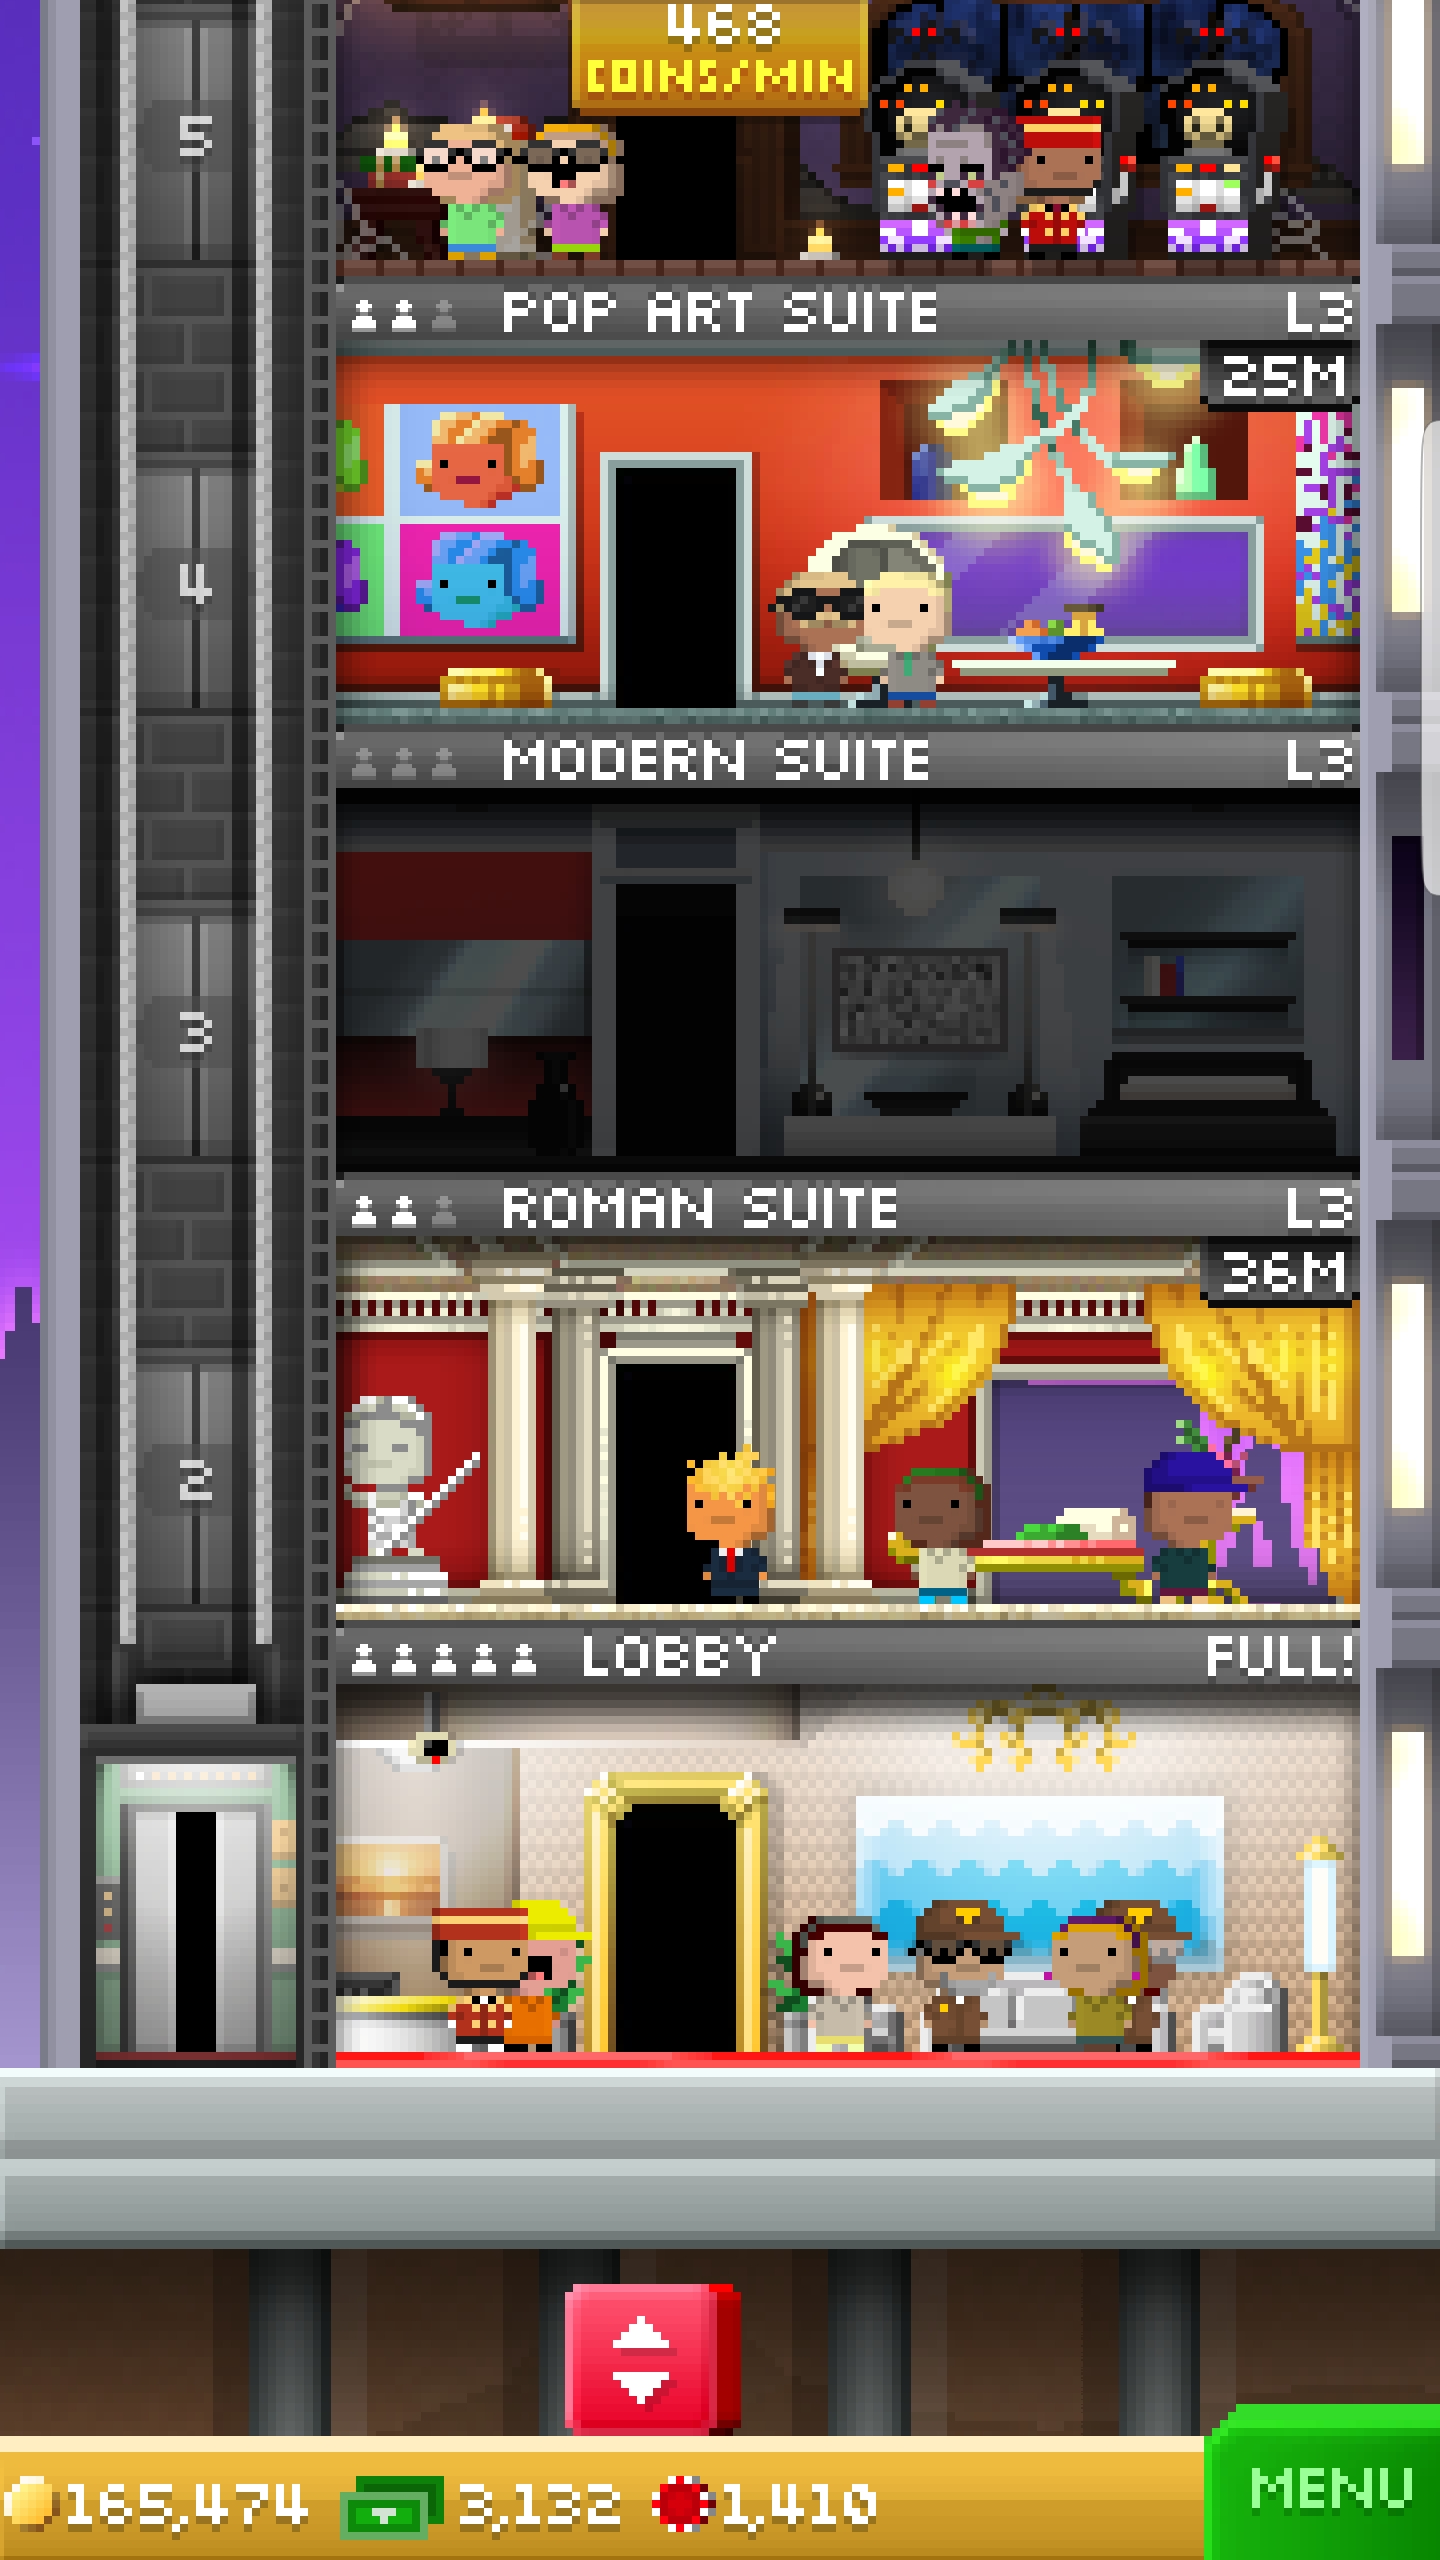 468
COINS/MIN
5
POP ART SUITE L3
25M
4
MODERN SUITE L3
3
ROMAN SUITE L3
36M
2
LOBBY FULL!
MENU
165,474 3,132 1,410